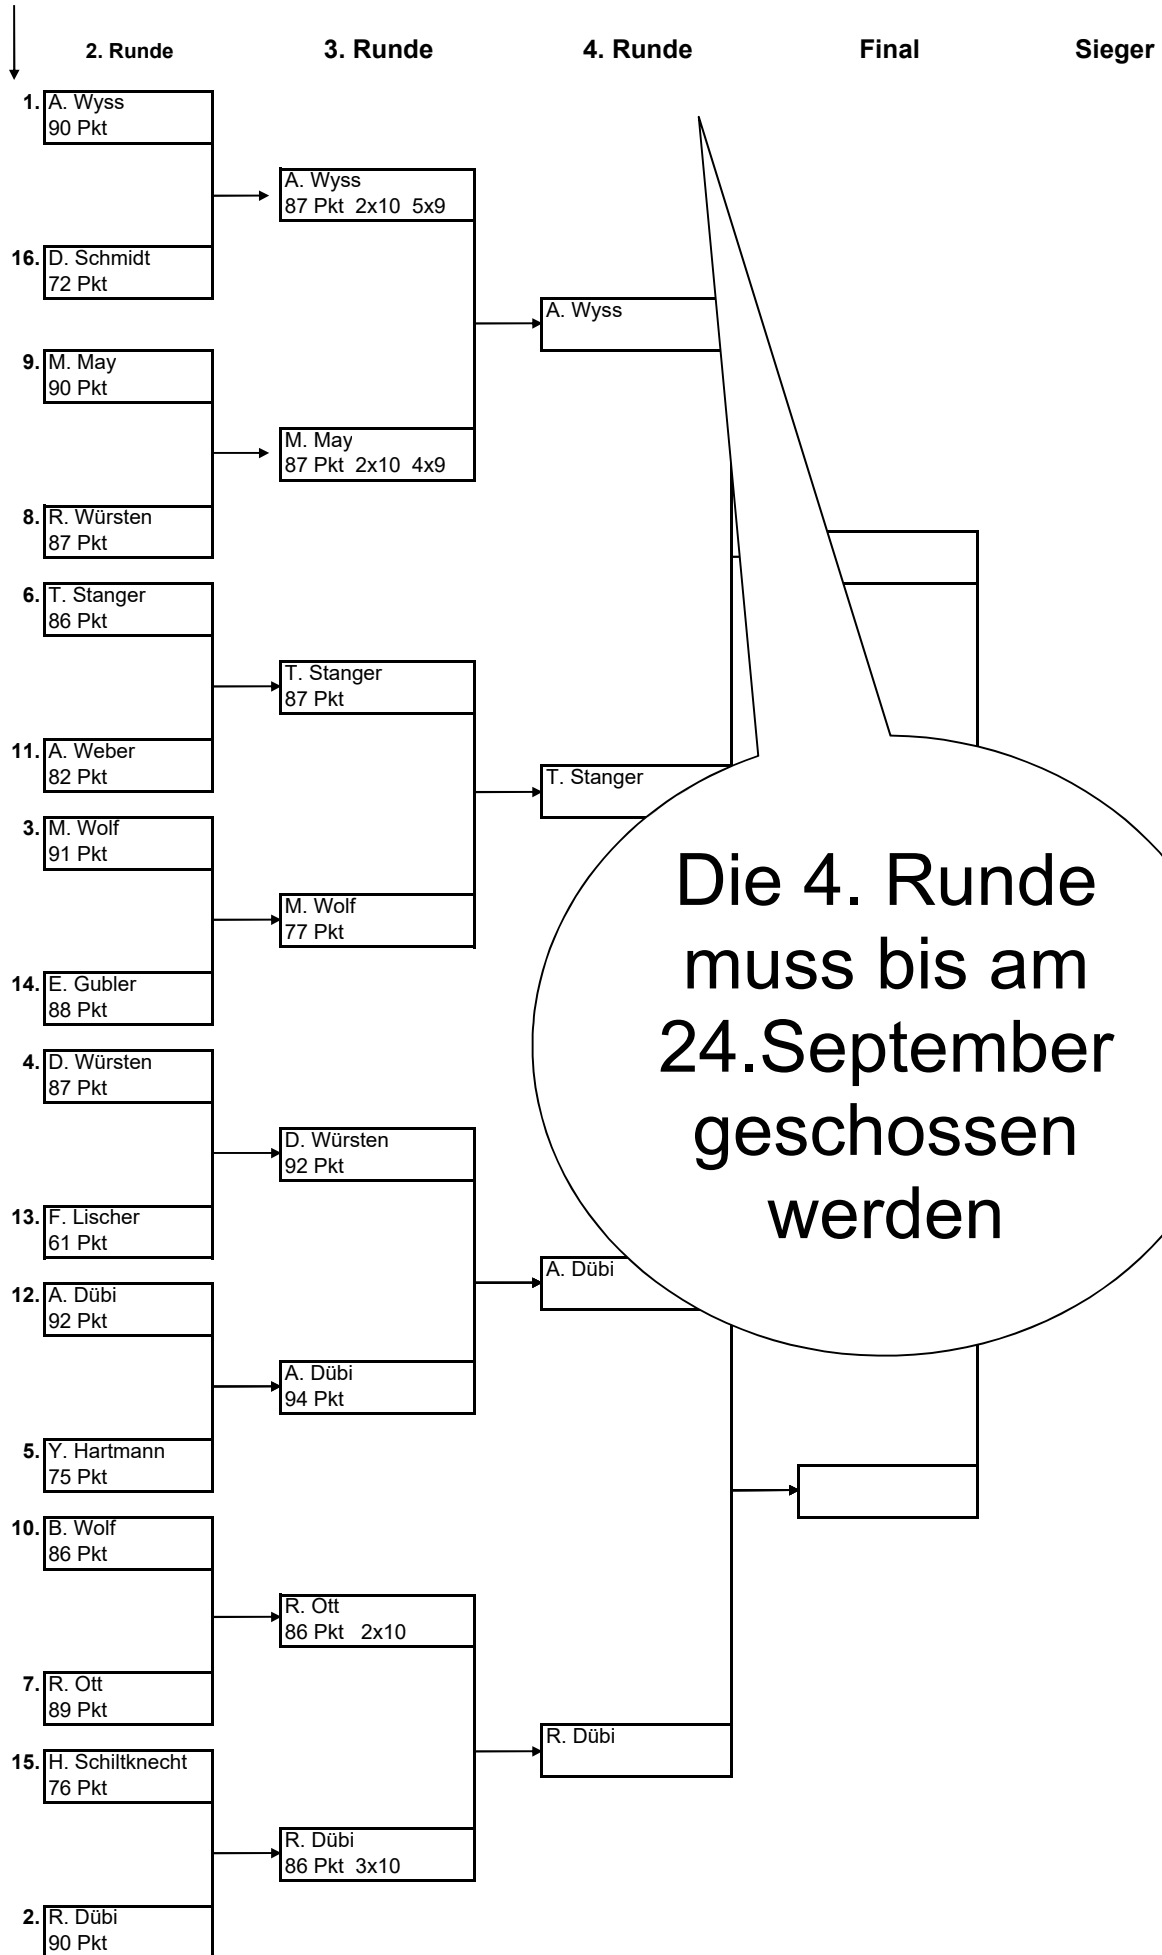 2. Runde 3. Runde 4. Runde Final Sieger
1. A. Wyss
90 Pkt
16. D. Schmidt
72 Pkt
9. M. May
90 Pkt
8. R. Würsten
87 Pkt
6. T. Stanger
86 Pkt
11. A. Weber
82 Pkt
3. M. Wolf
91 Pkt
14. E. Gubler
88 Pkt
4. D. Würsten
87 Pkt
13. F. Lischer
61 Pkt
12. A. Dübi
92 Pkt
5. Y. Hartmann
75 Pkt
10. B. Wolf
86 Pkt
7. R. Ott
89 Pkt
15. H. Schiltknecht
76 Pkt
2. R. Dübi
90 Pkt
A. Wyss
87 Pkt 2x10 5x9
M. May
87 Pkt 2x10 4x9
T. Stanger
87 Pkt
M. Wolf
77 Pkt
D. Würsten
92 Pkt
A. Dübi
94 Pkt
R. Ott
86 Pkt 2x10
R. Dübi
86 Pkt 3x10
A. Wyss
T. Stanger
A. Dübi
R. Dübi
Die 4. Runde
muss bis am
24.September
geschossen
werden